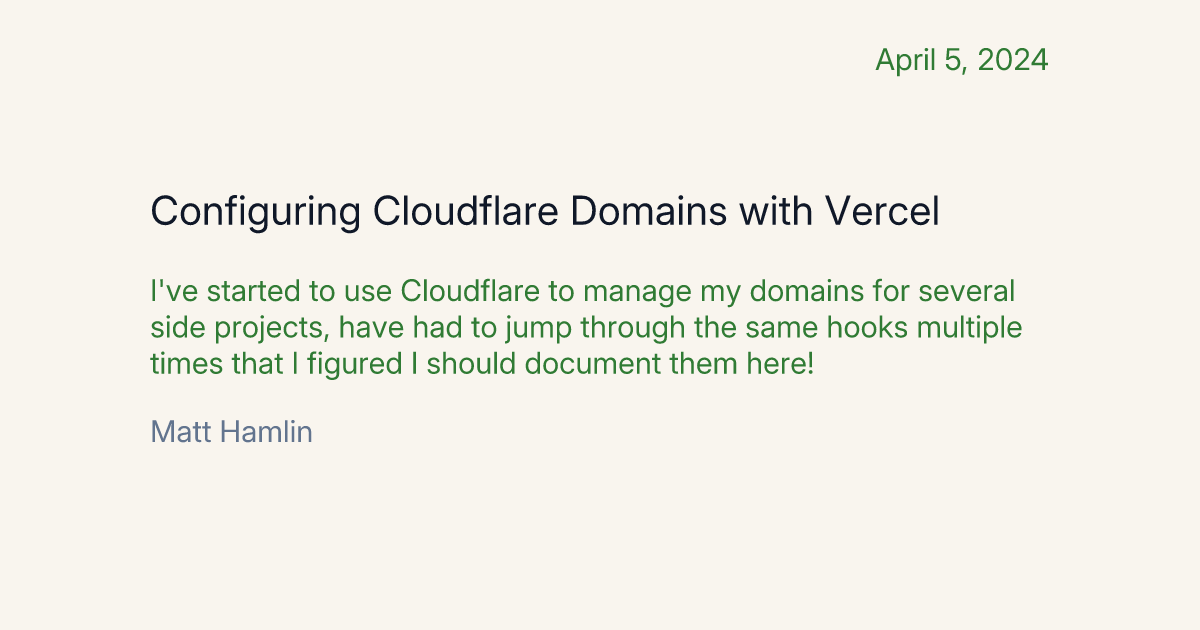 April 5, 2024
Configuring Cloudflare Domains with Vercel
I've started to use Cloudflare to manage my domains for several
side projects, have had to jump through the same hooks multiple
times that I figured I should document them here!
Matt Hamlin